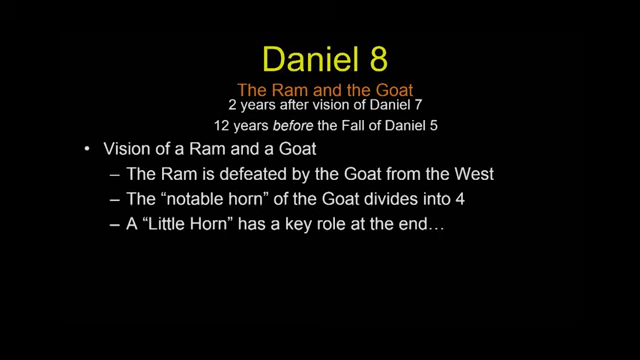 Daniel 8
The Ram and the Goat
2 years after vision of Daniel 7
12 years before the Fall of Daniel 5
• Vision of a Ram and a Goat
– The Ram is defeated by the Goat from the West
– The “notable horn” of the Goat divides into 4
– A “Little Horn” has a key role at the end…